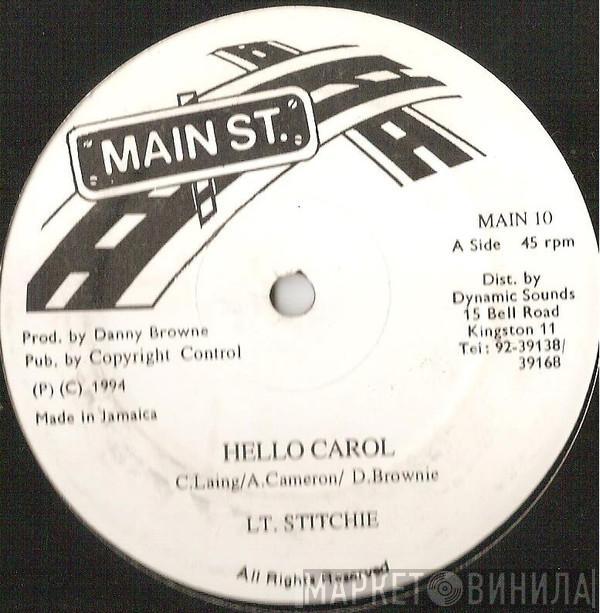 MAIN ST.
MAIN 10
A Side 45 rpm
Dist. by
Dynamic Sounds
15 Bell Road
Kingston 11
Tei: 92-39138/
39168
Prod. by Danny Browne
Pub. by Copyright Control
(P) (C) 1994
Made in Jamaica
HELLO CAROL
C.Laing/A.Cameron/ D.Brownie
LT. STITCHIE
All Rights Reserved
МАРКЕТ ВИНИЛА